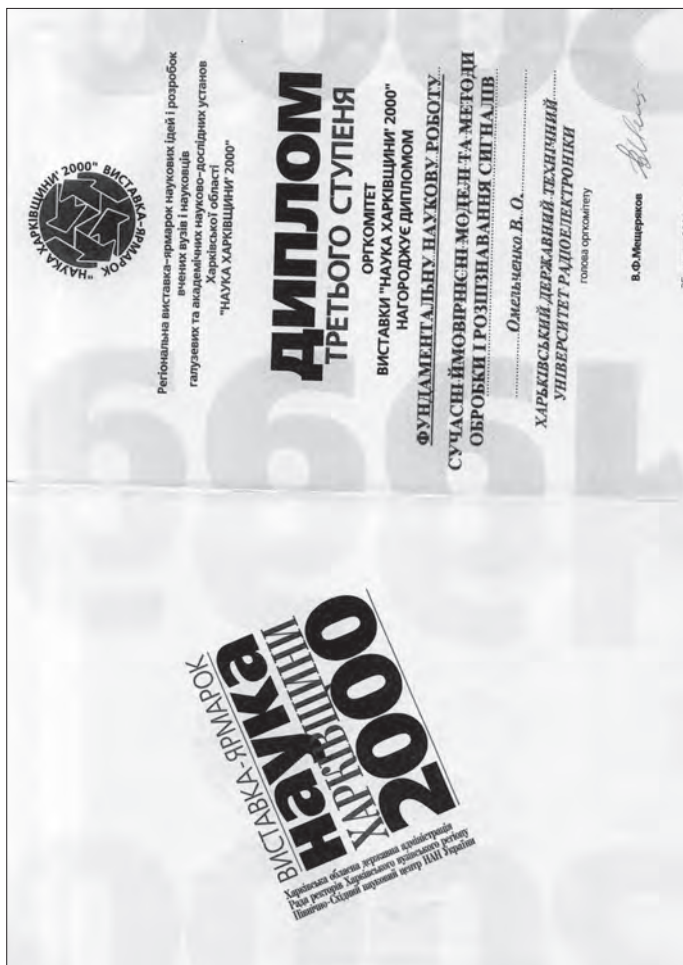 "НАУКА ХАРКІВЩИНИ' 2000" ВИСТАВКА-ЯРМАРОК
Регіональна виставка-ярмарок наукових ідей і розробок
вчених вузів і науковців
галузевих та академічних науково-дослідних установ
Харківської області
"НАУКА ХАРКІВЩИНИ' 2000"
ДИПЛОМ
ТРЕТЬОГО СТУПЕНЯ
ОРГКОМІТЕТ
ВИСТАВКИ "НАУКА ХАРКІВЩИНИ' 2000"
НАГОРОДЖУЄ ДИПЛОМОМ
ФУНДАМЕНТАЛЬНУ НАУКОВУ РОБОТУ
СУЧАСНІ ЙМОВІРНІСНІ МОДЕЛІ ТА МЕТОДИ
ОБРОБКИ І РОЗПІЗНАВАННЯ СИГНАЛІВ
Омельченко В. О.
ХАРЬКІВСЬКИЙ ДЕРЖАВНИЙ ТЕХНІЧНИЙ
УНІВЕРСИТЕТ РАДІОЕЛЕКТРОНІКИ
голова оргкомітету
В.Ф.Мещеряков
ВИСТАВКА-ЯРМАРОК
наука
ХАРКІВЩИНИ
2000
Харківська обласна державна адміністрація
Рада ректорів Харківського вузівського регіону
Північно-Східний науковий центр НАН України
1999